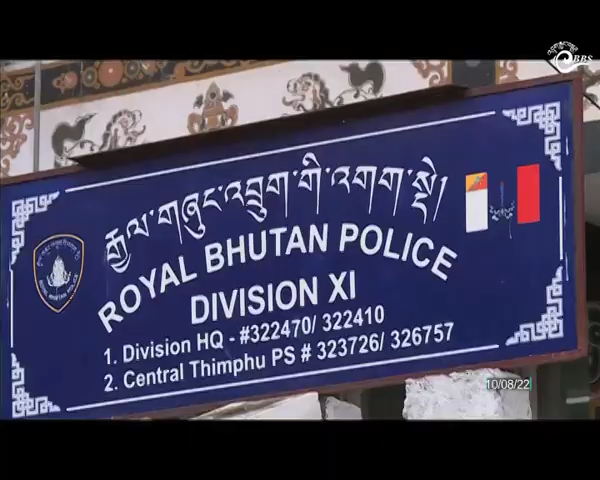 BBS
རྒྱལ་གཞུང་འབྲུག་གི་འགག་སྡེ།
ROYAL BHUTAN POLICE
DIVISION XI
1. Division HQ - #322470/ 322410
2. Central Thimphu PS # 323726/ 326757
10/08/22